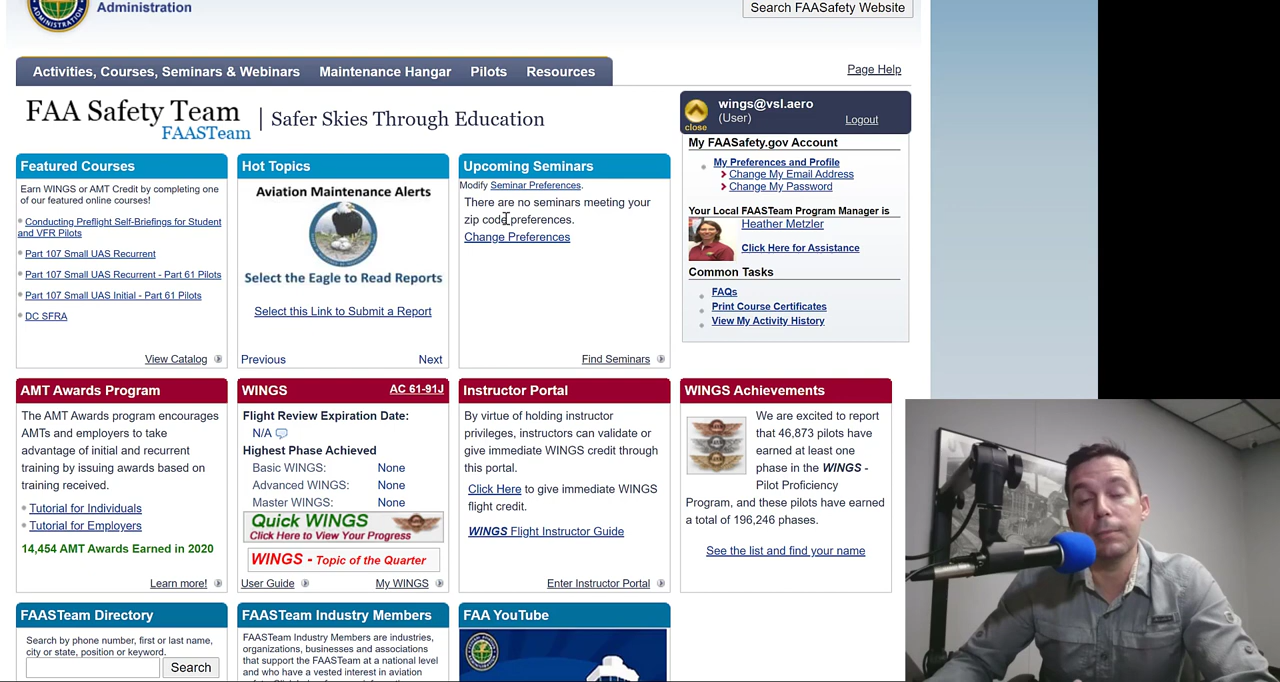 ADMINISTRATION
Administration
Search FAASafety Website
Activities, Courses, Seminars & Webinars
Maintenance Hangar
Pilots
Resources
Page Help
FAA Safety Team
FAASTeam
Safer Skies Through Education
close
wings@vsl.aero
(User)
Logout
My FAASafety.gov Account
My Preferences and Profile
Change My Email Address
Change My Password
Your Local FAASTeam Program Manager is
Heather Metzler
Click Here for Assistance
Common Tasks
FAQs
Print Course Certificates
View My Activity History
Featured Courses
Earn WINGS or AMT Credit by completing one
of our featured online courses!
Conducting Preflight Self-Briefings for Student
and VFR Pilots
Part 107 Small UAS Recurrent
Part 107 Small UAS Recurrent - Part 61 Pilots
Part 107 Small UAS Initial - Part 61 Pilots
DC SFRA
View Catalog
Hot Topics
Aviation Maintenance Alerts
Select the Eagle to Read Reports
Select this Link to Submit a Report
Previous
Next
Upcoming Seminars
Modify Seminar Preferences.
There are no seminars meeting your
zip code preferences.
Change Preferences
Find Seminars
AMT Awards Program
The AMT Awards program encourages
AMTs and employers to take
advantage of initial and recurrent
training by issuing awards based on
training received.
Tutorial for Individuals
Tutorial for Employers
14,454 AMT Awards Earned in 2020
Learn more!
WINGS
AC 61-91J
Flight Review Expiration Date:
N/A
Highest Phase Achieved
Basic WINGS: None
Advanced WINGS: None
Master WINGS: None
Quick WINGS
Click Here to View Your Progress
WINGS - Topic of the Quarter
User Guide
My WINGS
Instructor Portal
By virtue of holding instructor
privileges, instructors can validate or
give immediate WINGS credit through
this portal.
Click Here to give immediate WINGS
flight credit.
WINGS Flight Instructor Guide
Enter Instructor Portal
WINGS Achievements
We are excited to report
that 46,873 pilots have
earned at least one
phase in the WINGS -
Pilot Proficiency
Program, and these pilots have earned
a total of 196,246 phases.
See the list and find your name
FAASTeam Directory
Search by phone number, first or last name,
city or state, position or keyword.
Search
FAASTeam Industry Members
FAASTeam Industry Members are industries,
organizations, businesses and associations
that support the FAASTeam at a national level
and who have a vested interest in aviation
FAA YouTube